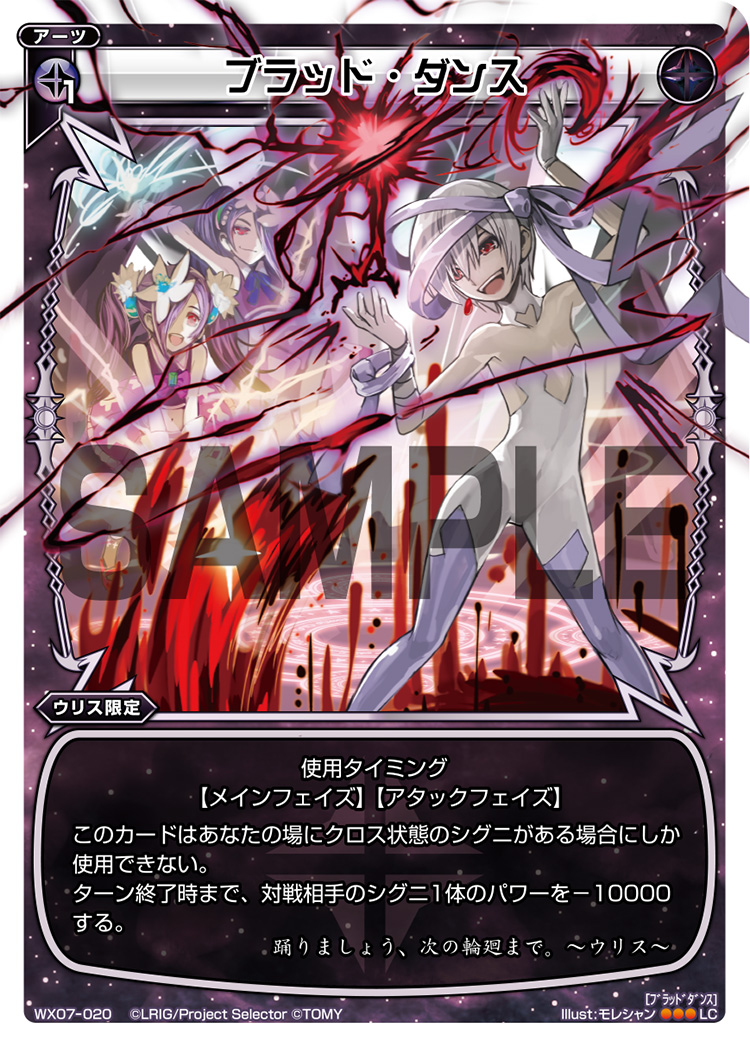 アーツ
ブラッド・ダンス
1
SAMPLE
ウリス限定
使用タイミング
【メインフェイズ】【アタックフェイズ】
このカードはあなたの場にクロス状態のシグニがある場合にしか
使用できない。
ターン終了時まで、対戦相手のシグニ1体のパワーを－10000
する。
踊りましょう、次の輪廻まで。～ウリス～
[ブラッドダンス]
WX07-020 ©LRIG/Project Selector ©TOMY Illust:モレシャン LC